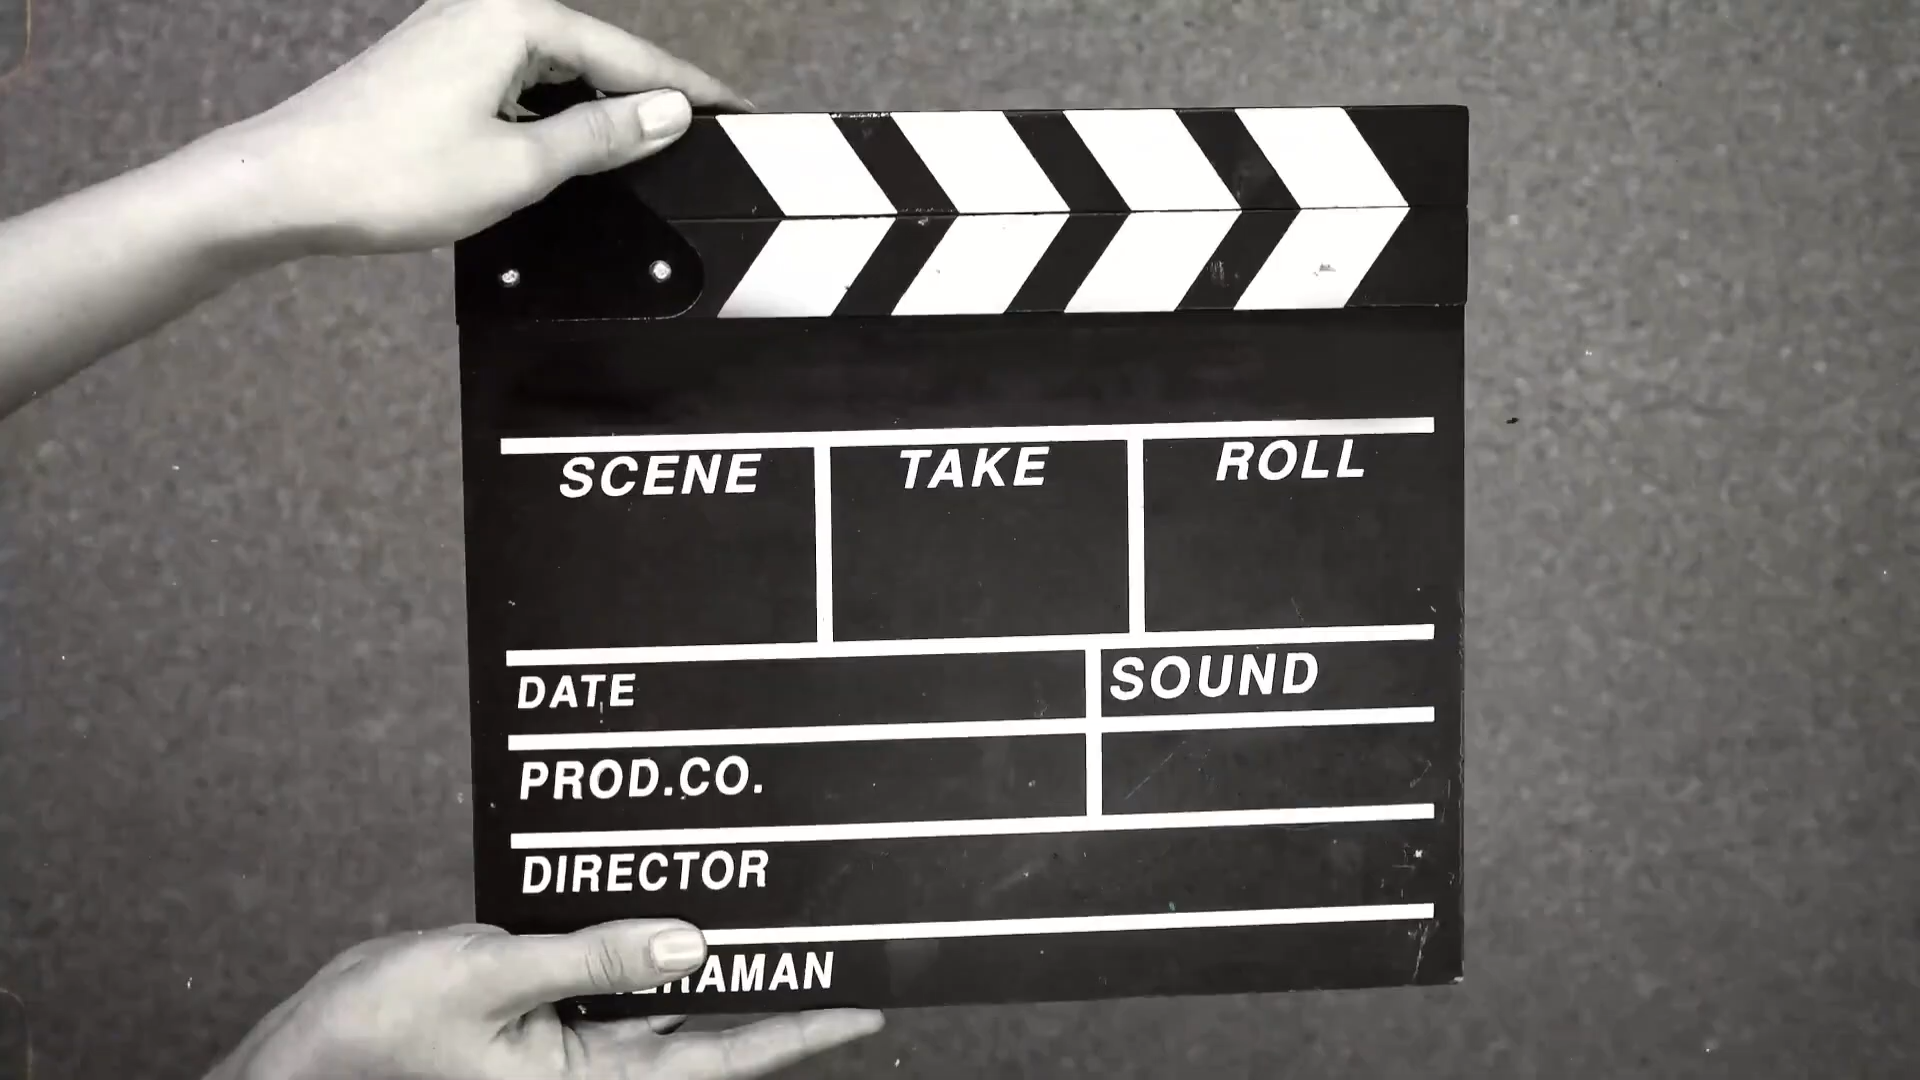 SCENE TAKE ROLL
DATE SOUND
PROD.CO.
DIRECTOR